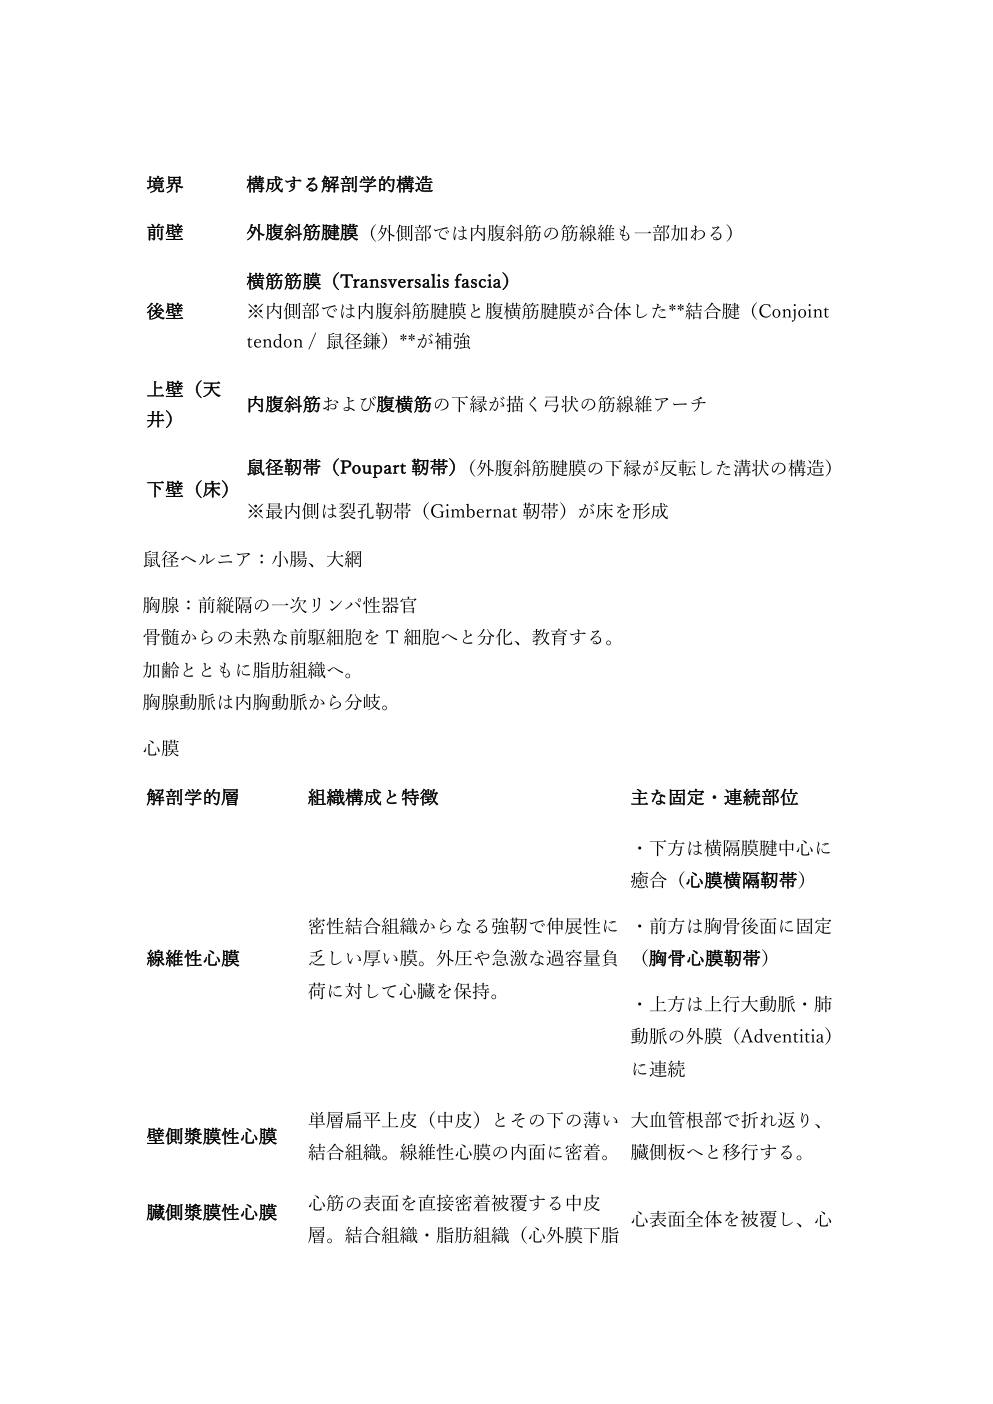 境界 構成する解剖学的構造
前壁 外腹斜筋腱膜（外側部では内腹斜筋の筋線維も一部加わる）
横筋筋膜（Transversalis fascia）
後壁 ※内側部では内腹斜筋腱膜と腹横筋腱膜が合体した**結合腱（Conjoint
tendon / 鼠径鎌）**が補強
上壁（天
井）
内腹斜筋および腹横筋の下縁が描く弓状の筋線維アーチ
下壁（床）
鼠径靭帯（Poupart 靭帯）（外腹斜筋腱膜の下縁が反転した溝状の構造）
※最内側は裂孔靭帯（Gimbernat 靭帯）が床を形成
鼠径ヘルニア：小腸、大網
胸腺：前縦隔の一次リンパ性器官
骨髄からの未熟な前駆細胞を T 細胞へと分化、教育する。
加齢とともに脂肪組織へ。
胸腺動脈は内胸動脈から分岐。
心膜
解剖学的層 組織構成と特徴 主な固定・連続部位
線維性心膜
密性結合組織からなる強靭で伸展性に
乏しい厚い膜。外圧や急激な過容量負
荷に対して心臓を保持。
・下方は横隔膜腱中心に
癒合（心膜横隔靭帯）
・前方は胸骨後面に固定
（胸骨心膜靭帯）
・上方は上行大動脈・肺
動脈の外膜（Adventitia）
に連続
壁側漿膜性心膜
単層扁平上皮（中皮）とその下の薄い
結合組織。線維性心膜の内面に密着。
大血管根部で折れ返り、
臓側板へと移行する。
臓側漿膜性心膜
心筋の表面を直接密着被覆する中皮
層。結合組織・脂肪組織（心外膜下脂
心表面全体を被覆し、心